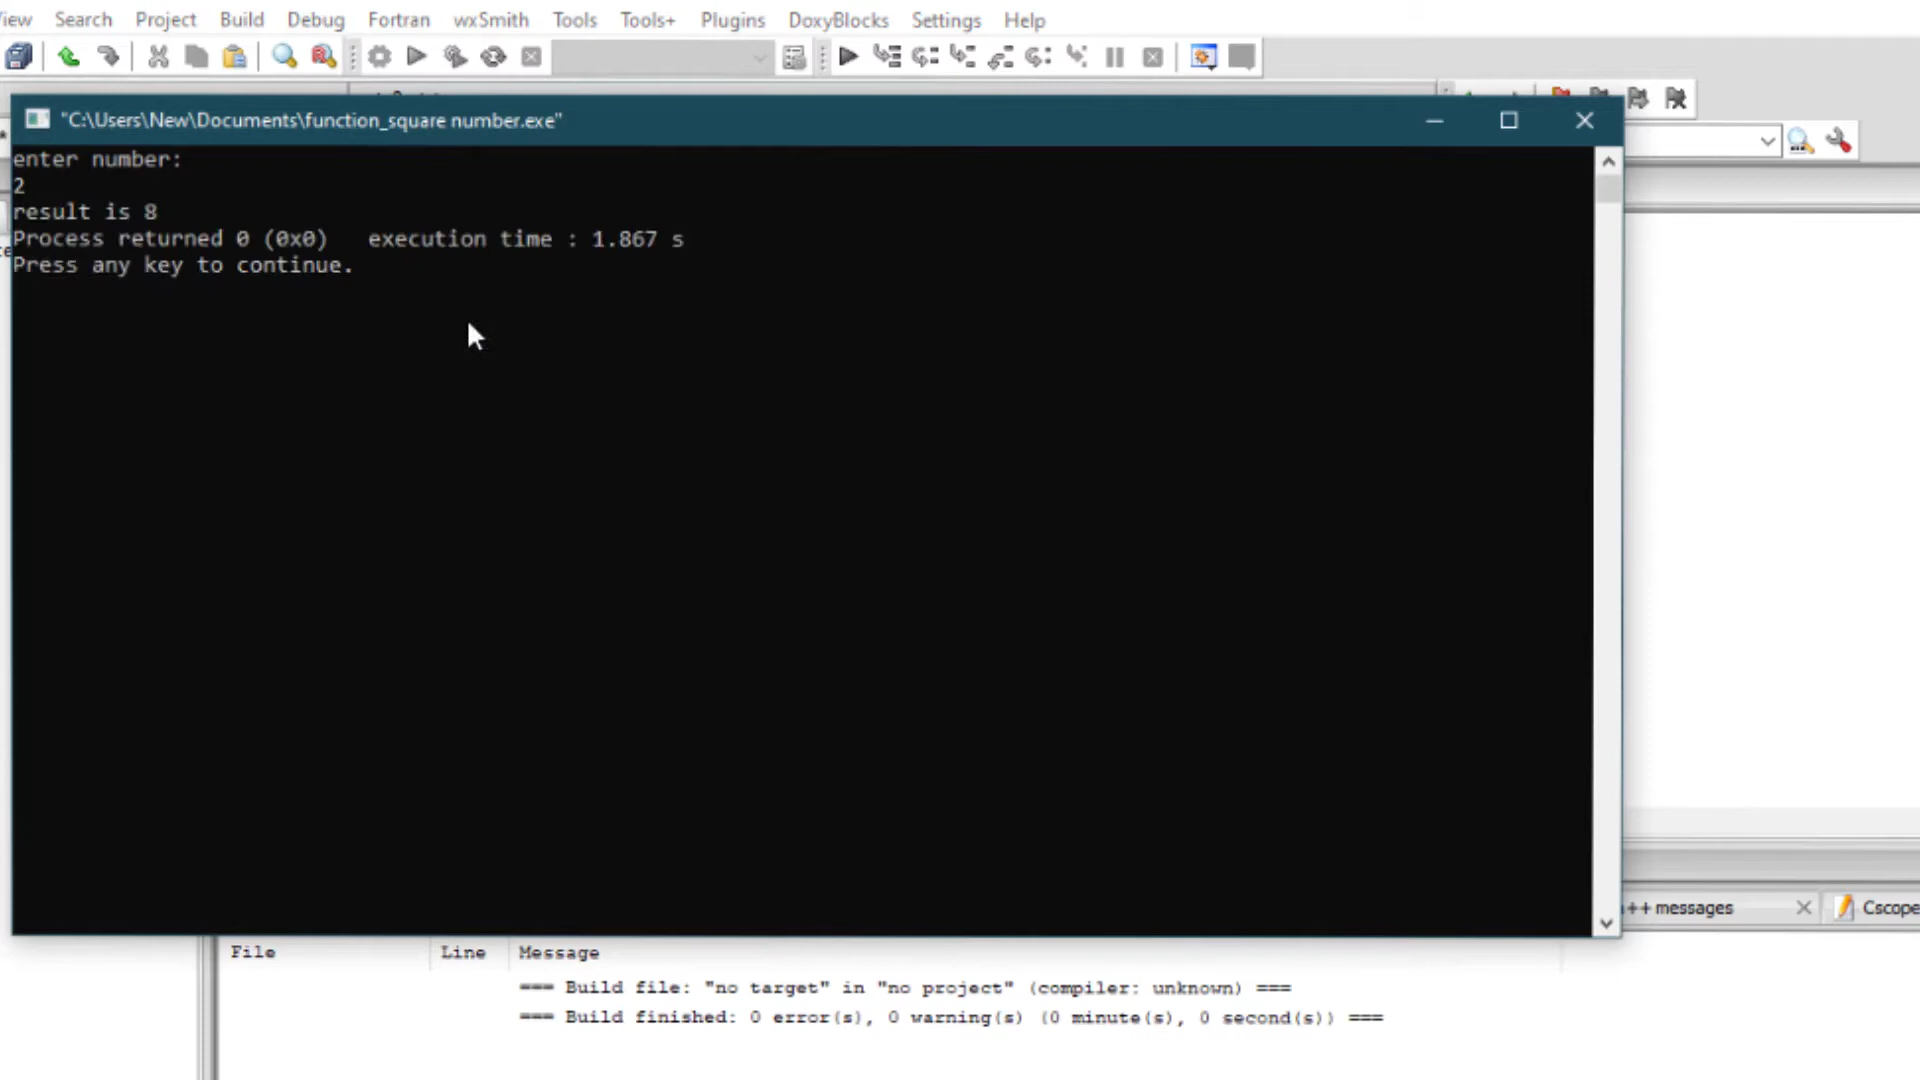 Search Project Build Debug Fortran wxSmith Tools Tools+ Plugins DoxyBlocks Settings Help
"C:\Users\New\Documents\function_square number.exe"
enter number:
2
result is 8
Process returned 0 (0x0) execution time : 1.867 s
Press any key to continue.
++ messages Cscope
File Line Message
=== Build file: "no target" in "no project" (compiler: unknown) ===
=== Build finished: 0 error(s), 0 warning(s) (0 minute(s), 0 second(s)) ===